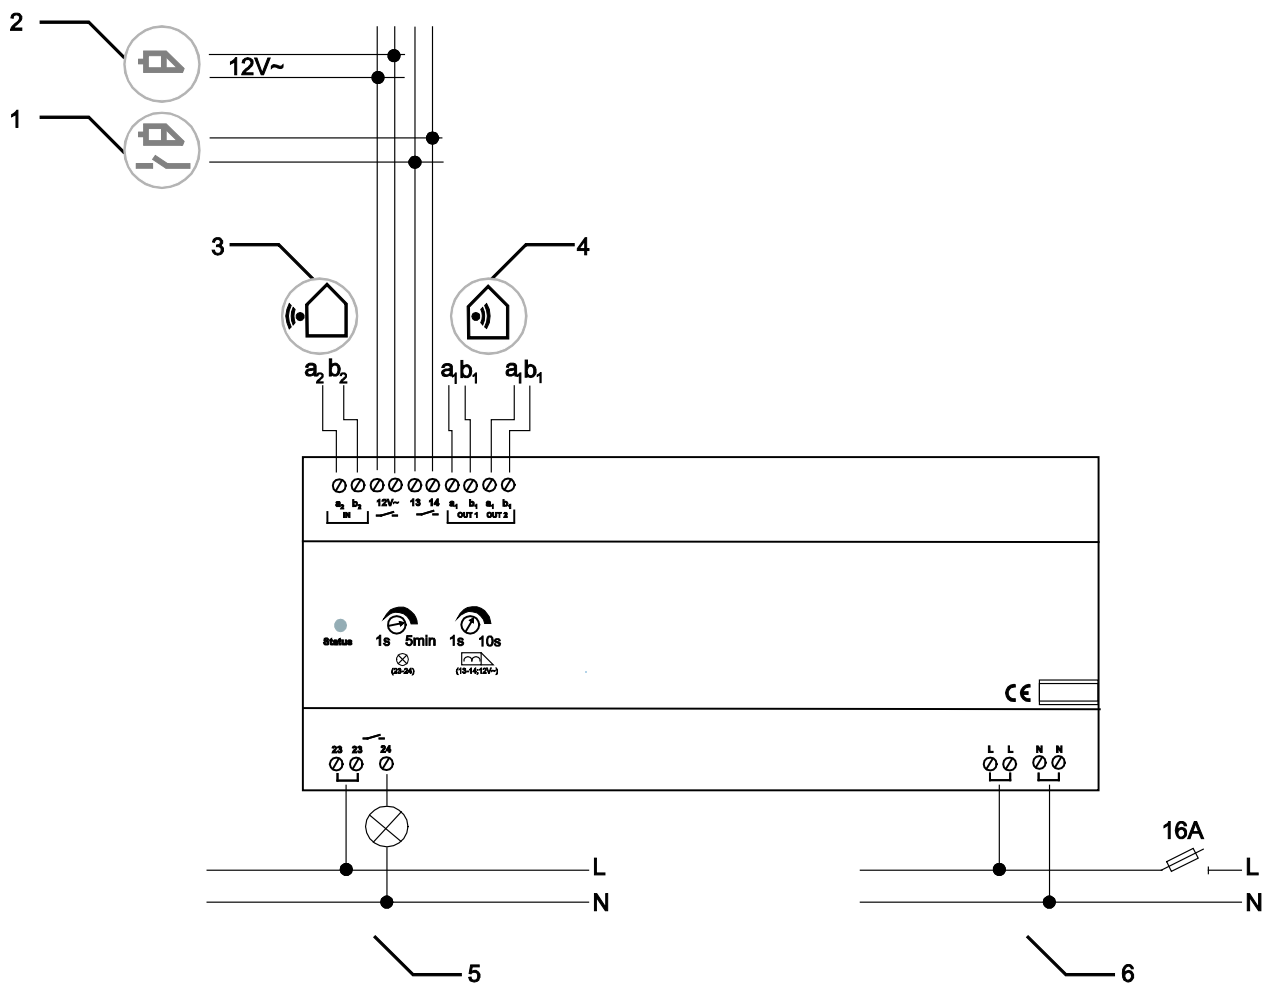 2
12V~
1
3
4
a2 b2
a1 b1
a1 b1
a2 b2 12V~ 13 14 a1 b1 a1 b1
IN OUT 1 OUT 2
Status
1s 5min
1s 10s
(23-24)
(13-14;12V~)
CE
23 23 24
L L N N
16A
L
N
L
N
5
6